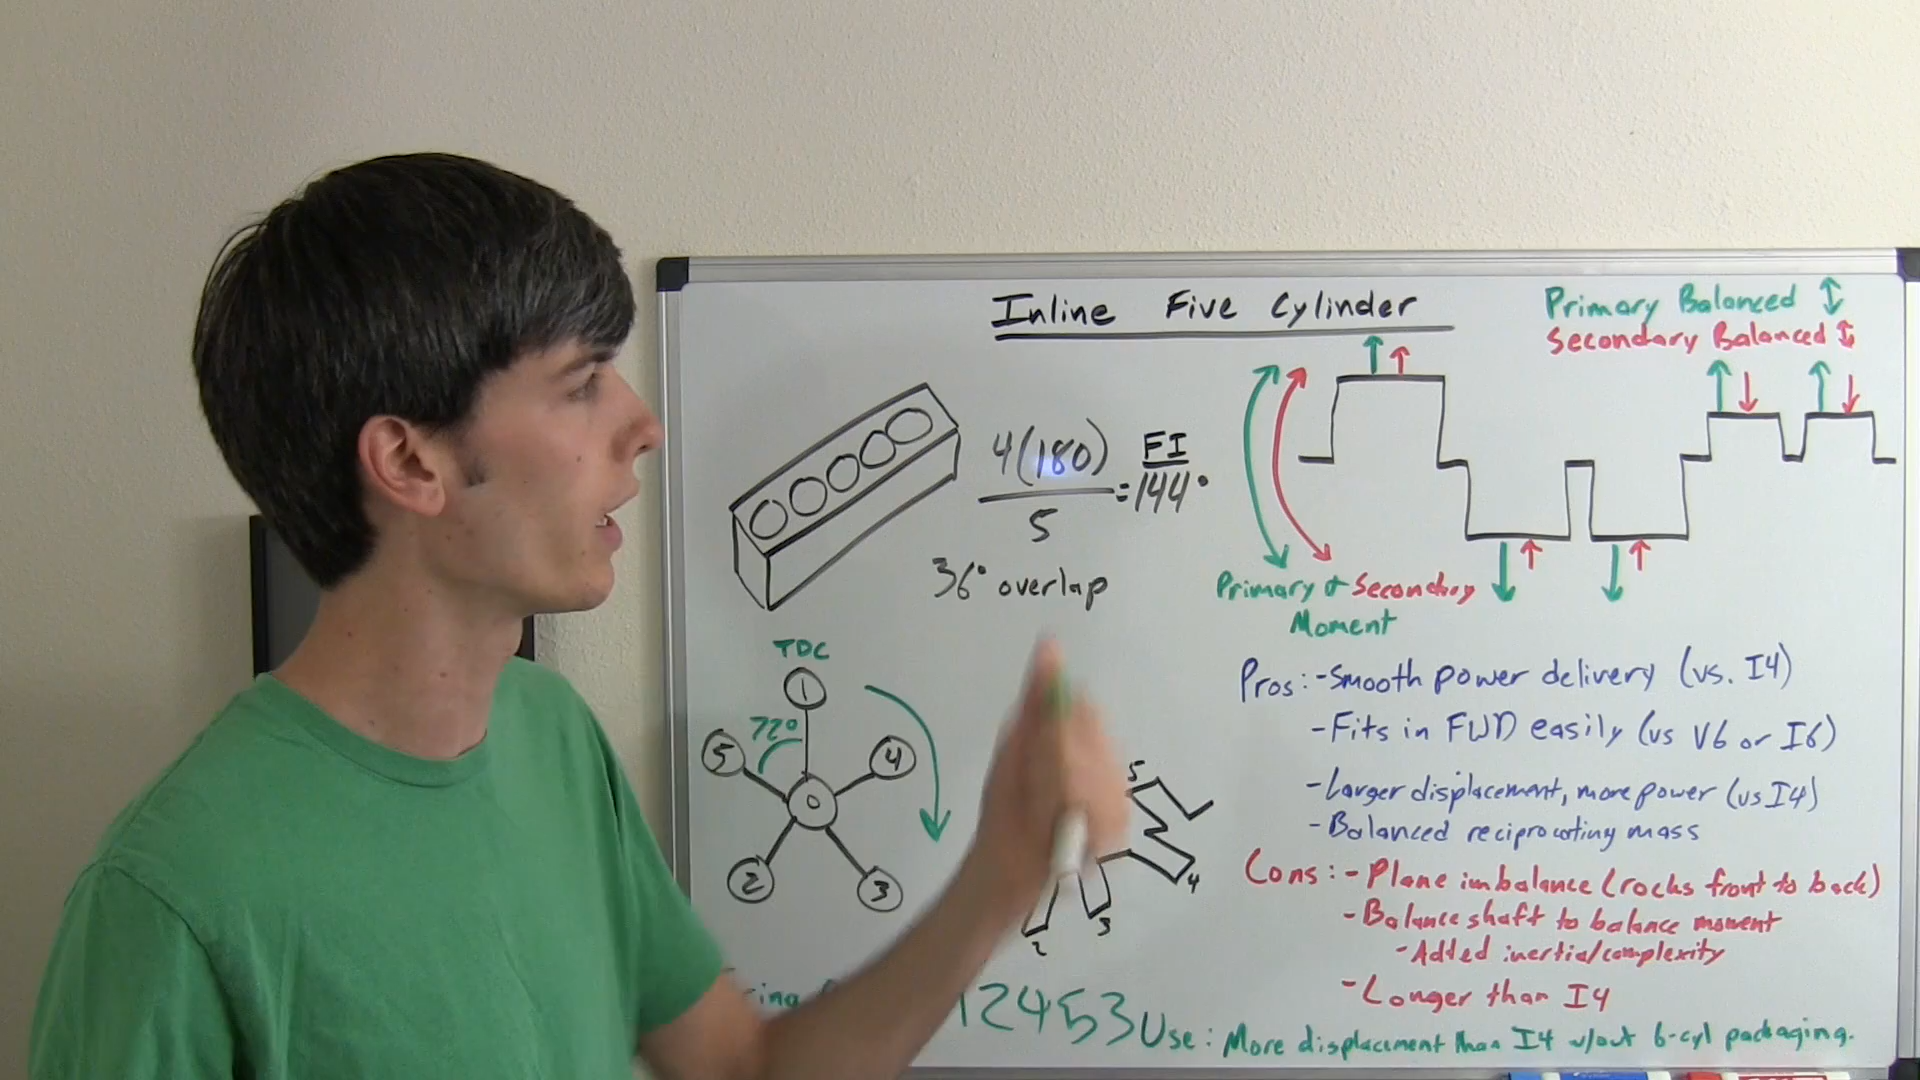 Inline Five Cylinder
Primary Balanced
Secondary Balanced
4(180)
5
=
FI
144°
36° overlap
Primary & Secondary
Moment
TDC
1
72°
5
4
0
2
3
5
4
3
2
12453
Pros: - Smooth power delivery (vs. I4)
- Fits in FWD easily (vs V6 or I6)
- Larger displacement, more power (vs I4)
- Balanced reciprocating mass
Cons: - Plane imbalance (rocks front to back)
- Balance shaft to balance moment
- Added inertia/complexity
- Longer than I4
Use: More displacement than I4 w/out 6-cyl packaging.